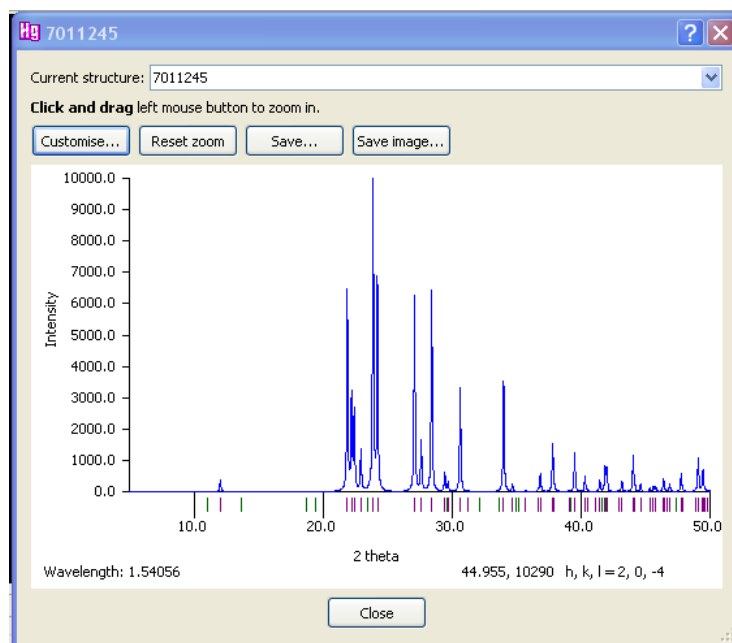 Hg 7011245
Current structure: 7011245
Click and drag left mouse button to zoom in.
Customise... Reset zoom Save... Save image...
10000.0
9000.0
8000.0
7000.0
6000.0
5000.0
4000.0
3000.0
2000.0
1000.0
0.0
Intensity
10.0 20.0 30.0 40.0 50.0
2 theta
Wavelength: 1.54056 44.955, 10290 h, k, l = 2, 0, -4
Close